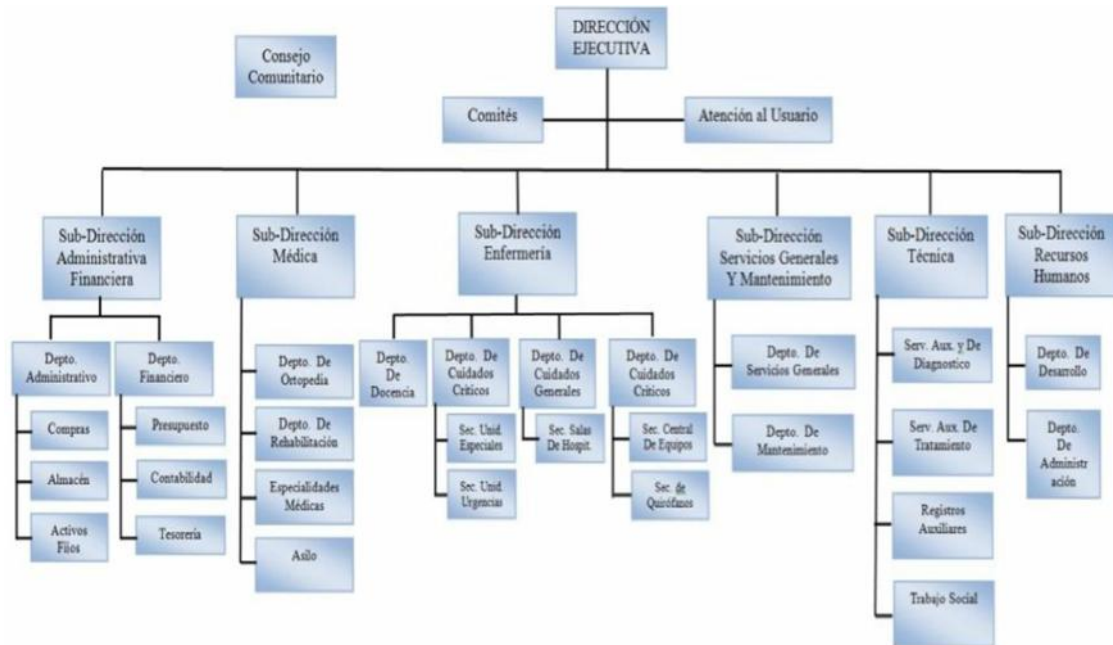 DIRECCIÓN
EJECUTIVA
Consejo
Comunitario
Comités
Atención al Usuario
Sub-Dirección
Administrativa
Financiera
Sub-Dirección
Médica
Sub-Dirección
Enfermería
Sub-Dirección
Servicios Generales
Y Mantenimiento
Sub-Dirección
Técnica
Sub-Dirección
Recursos
Humanos
Depto.
Administrativo
Depto.
Financiero
Compras
Presupuesto
Almacén
Contabilidad
Activos
Fijos
Tesorería
Depto. De
Ortopedia
Depto. De
Rehabilitación
Especialidades
Médicas
Asilo
Depto.
De
Docencia
Depto. De
Cuidados
Críticos
Depto. De
Cuidados
Generales
Depto. De
Cuidados
Críticos
Sec. Unid.
Especiales
Sec. Salas
De Hospit.
Sec. Central
De Equipos
Sec. Unid.
Urgencias
Sec. de
Quirófanos
Depto. De
Servicios Generales
Depto. De
Mantenimiento
Serv. Aux. y De
Diagnostico
Serv. Aux. De
Tratamiento
Registros
Auxiliares
Trabajo Social
Depto. De
Desarrollo
Depto.
De
Administr
ación